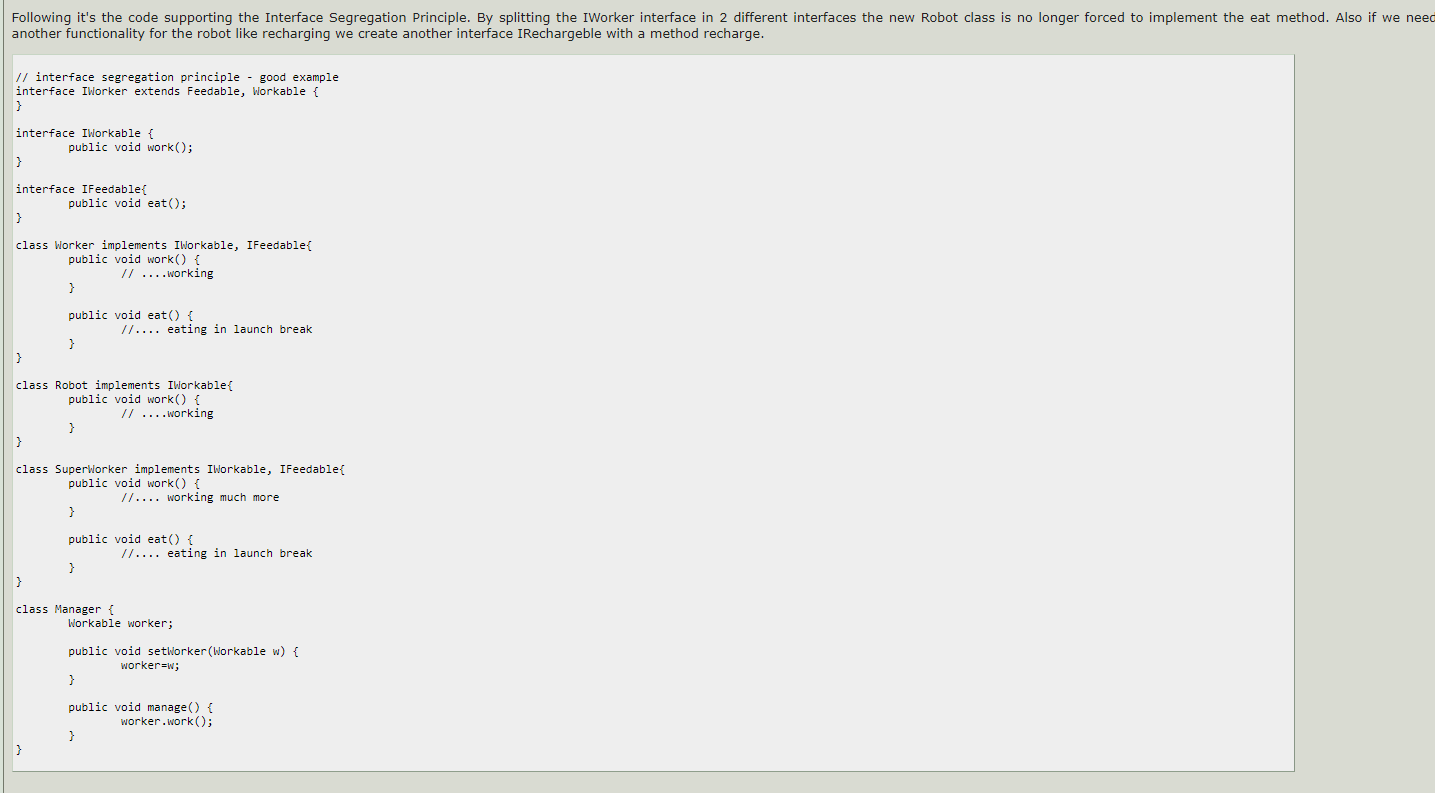 Following it's the code supporting the Interface Segregation Principle. By splitting the IWorker interface in 2 different interfaces the new Robot class is no longer forced to implement the eat method. Also if we need
another functionality for the robot like recharging we create another interface IRechargeble with a method recharge.
// interface segregation principle - good example
interface IWorker extends Feedable, Workable {
}
interface IWorkable {
public void work();
}
interface IFeedable{
public void eat();
}
class Worker implements IWorkable, IFeedable{
public void work() {
// ....working
}
public void eat() {
//.... eating in launch break
}
}
class Robot implements IWorkable{
public void work() {
// ....working
}
}
class SuperWorker implements IWorkable, IFeedable{
public void work() {
//.... working much more
}
public void eat() {
//.... eating in launch break
}
}
class Manager {
Workable worker;
public void setWorker(Workable w) {
worker=w;
}
public void manage() {
worker.work();
}
}